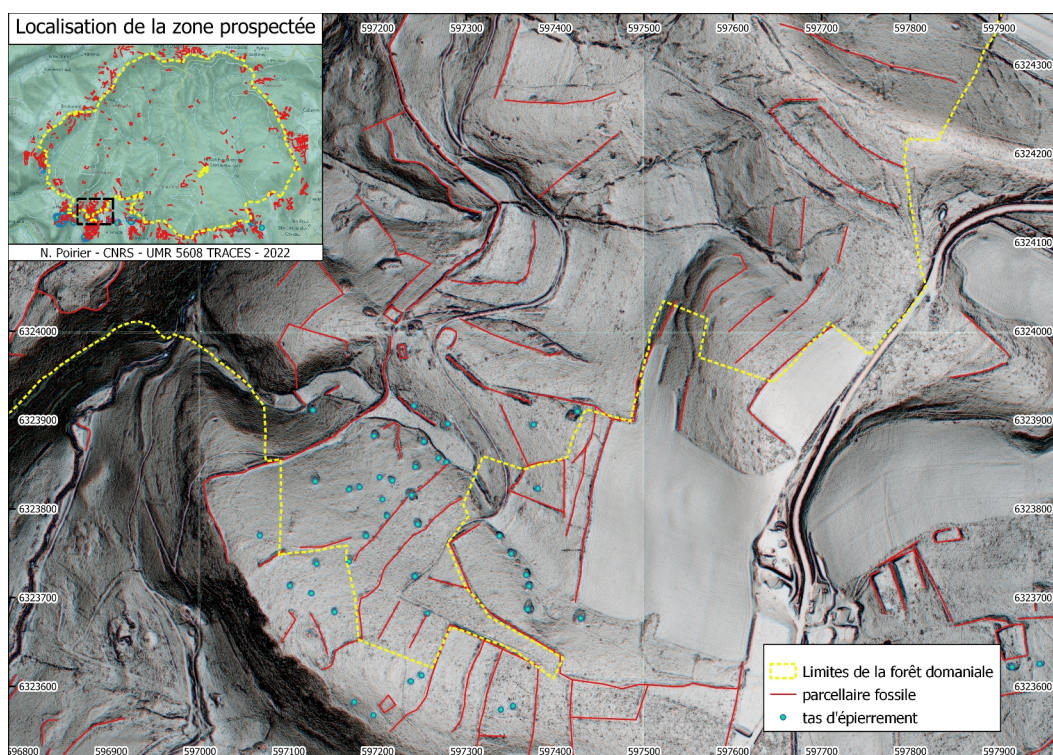 Localisation de la zone prospectée
N. Poirier - CNRS - UMR 5608 TRACES - 2022
597200 597300 597400 597500 597600 597700 597800 597900
6324300
6324200
6324100
6324000 6324000
6323900 6323900
6323800 6323800
6323700 6323700
6323600 6323600
Limites de la forêt domaniale
parcellaire fossile
tas d'épierrement
596800 596900 597000 597100 597200 597300 597400 597500 597600 597700 597800 597900